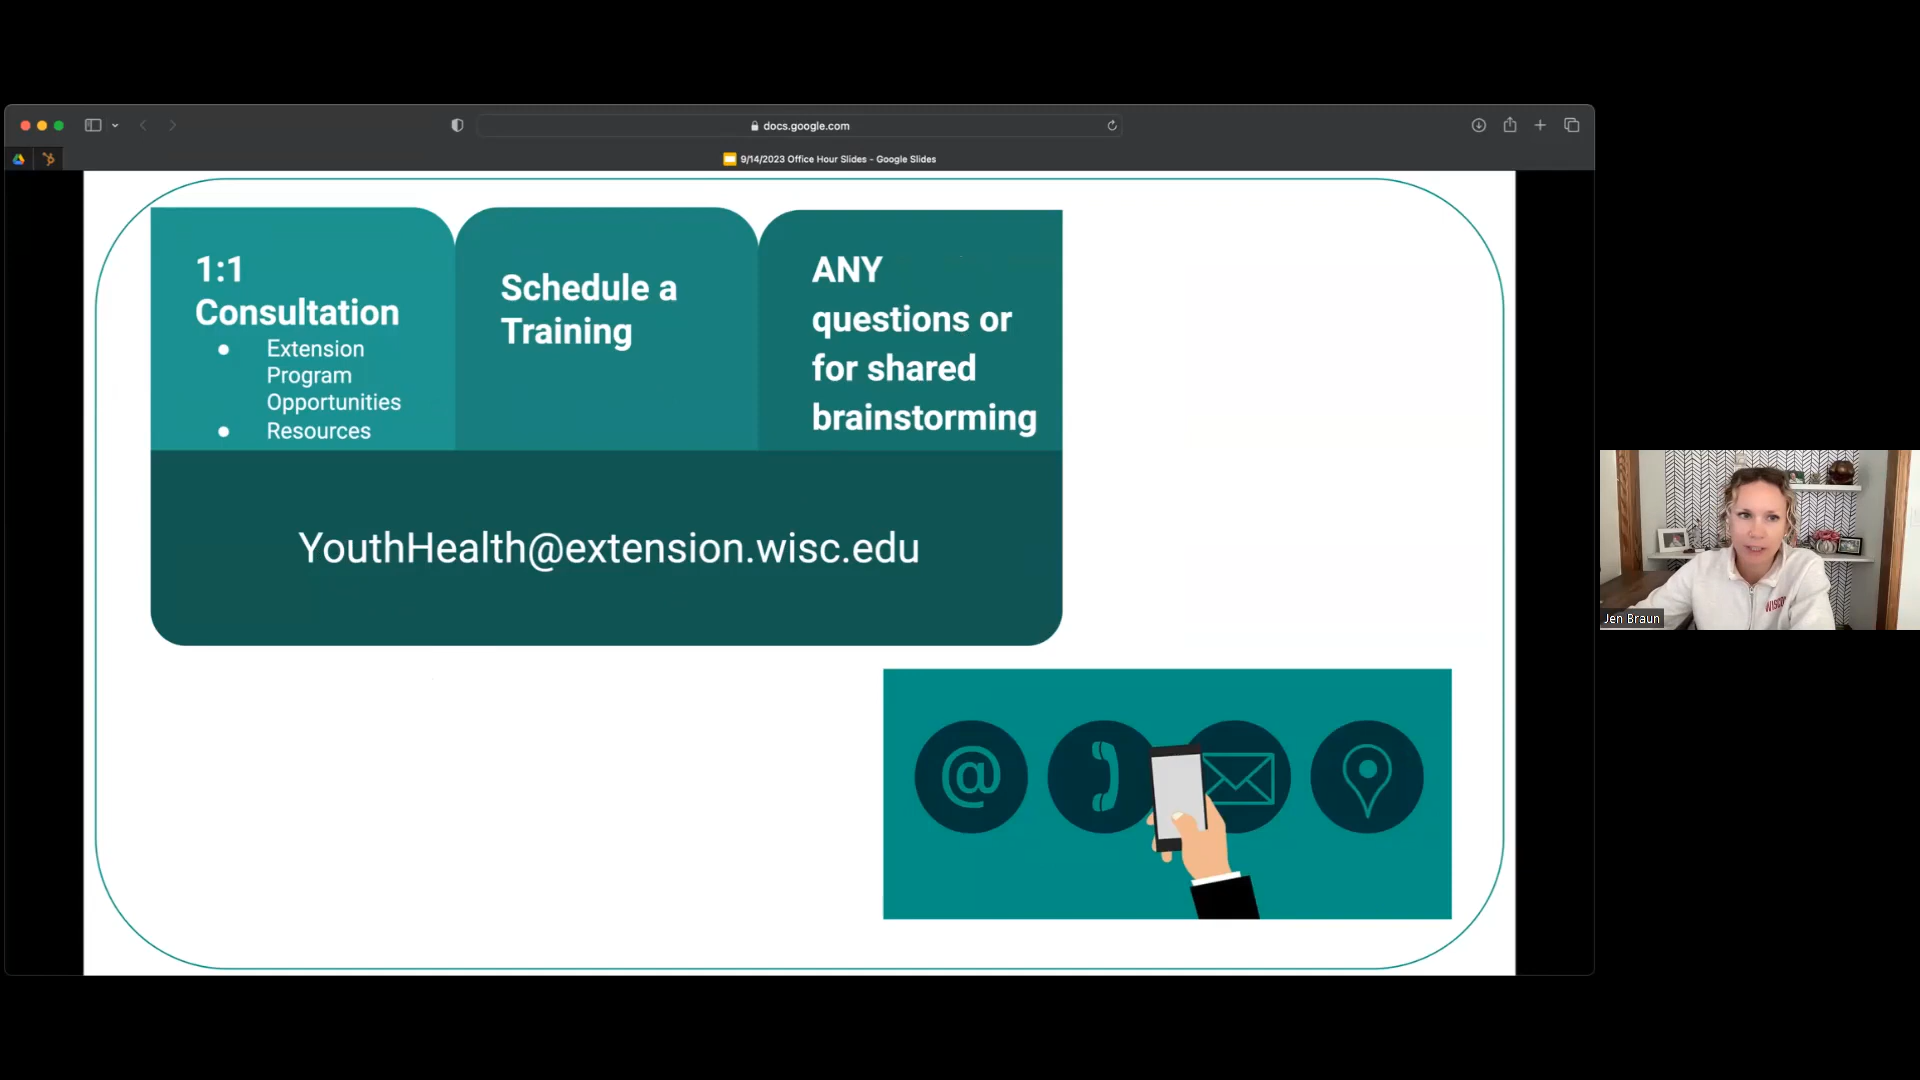 docs.google.com
9/14/2023 Office Hour Slides - Google Slides
1:1
Consultation
● Extension
Program
Opportunities
● Resources
Schedule a
Training
ANY
questions or
for shared
brainstorming
YouthHealth@extension.wisc.edu
@
Jen Braun